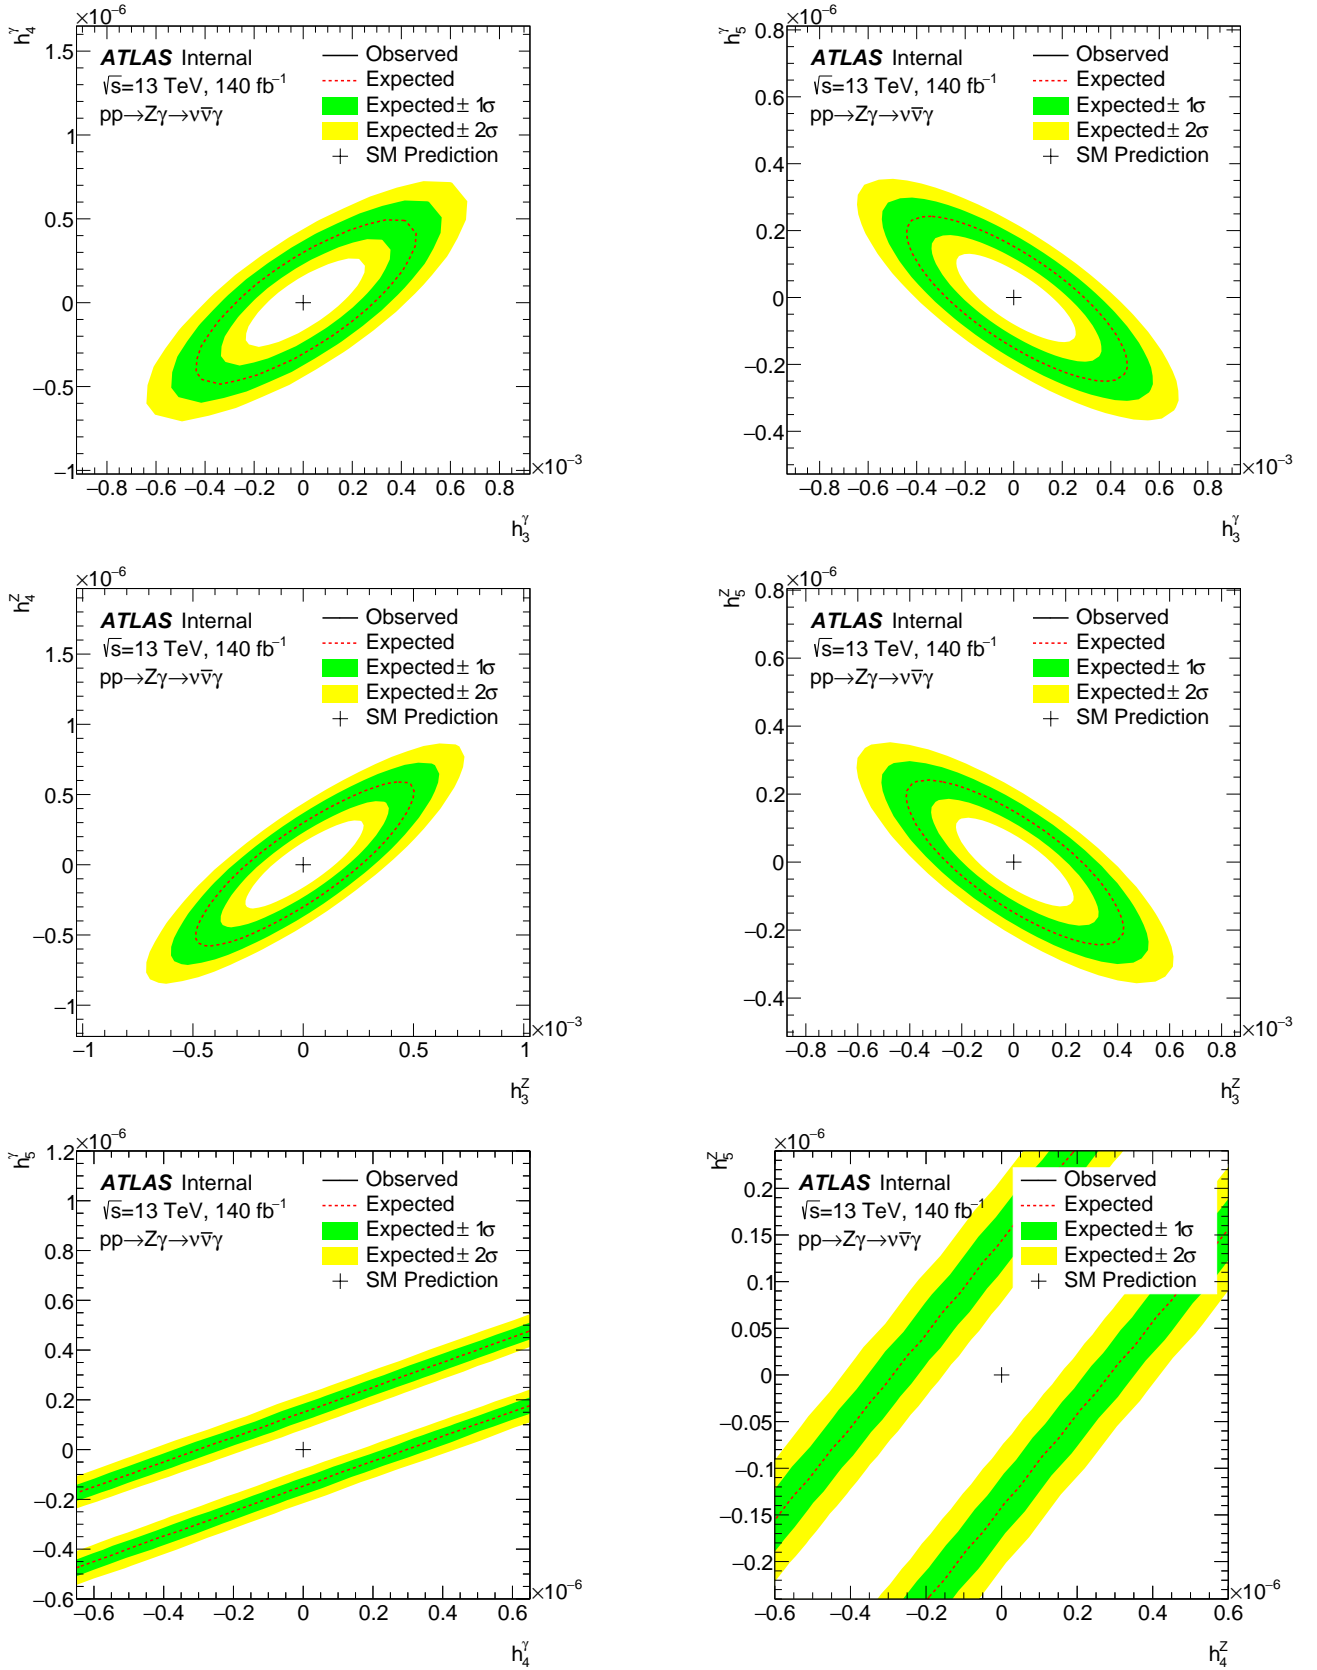 ×10⁻⁶
h₄^γ
ATLAS Internal
√s=13 TeV, 140 fb⁻¹
pp→Zγ→νν̅γ
Observed
Expected
Expected± 1σ
Expected± 2σ
SM Prediction
1.5
1
0.5
0
−0.5
−1
−0.8 −0.6 −0.4 −0.2 0 0.2 0.4 0.6 0.8
×10⁻³
h₃^γ
×10⁻⁶
h₅^γ
ATLAS Internal
√s=13 TeV, 140 fb⁻¹
pp→Zγ→νν̅γ
Observed
Expected
Expected± 1σ
Expected± 2σ
SM Prediction
0.8
0.6
0.4
0.2
0
−0.2
−0.4
−0.8 −0.6 −0.4 −0.2 0 0.2 0.4 0.6 0.8
×10⁻³
h₃^γ
×10⁻⁶
h₄^Z
ATLAS Internal
√s=13 TeV, 140 fb⁻¹
pp→Zγ→νν̅γ
Observed
Expected
Expected± 1σ
Expected± 2σ
SM Prediction
1.5
1
0.5
0
−0.5
−1
−1 −0.5 0 0.5 1
×10⁻³
h₃^Z
×10⁻⁶
h₅^Z
ATLAS Internal
√s=13 TeV, 140 fb⁻¹
pp→Zγ→νν̅γ
Observed
Expected
Expected± 1σ
Expected± 2σ
SM Prediction
0.8
0.6
0.4
0.2
0
−0.2
−0.4
−0.8 −0.6 −0.4 −0.2 0 0.2 0.4 0.6 0.8
×10⁻³
h₃^Z
×10⁻⁶
h₅^γ
ATLAS Internal
√s=13 TeV, 140 fb⁻¹
pp→Zγ→νν̅γ
Observed
Expected
Expected± 1σ
Expected± 2σ
SM Prediction
1.2
1
0.8
0.6
0.4
0.2
0
−0.2
−0.4
−0.6
−0.6 −0.4 −0.2 0 0.2 0.4 0.6
×10⁻⁶
h₄^γ
×10⁻⁶
h₅^Z
ATLAS Internal
√s=13 TeV, 140 fb⁻¹
pp→Zγ→νν̅γ
Observed
Expected
Expected± 1σ
Expected± 2σ
SM Prediction
0.2
0.15
0.1
0.05
0
−0.05
−0.1
−0.15
−0.2
−0.6 −0.4 −0.2 0 0.2 0.4 0.6
×10⁻⁶
h₄^Z